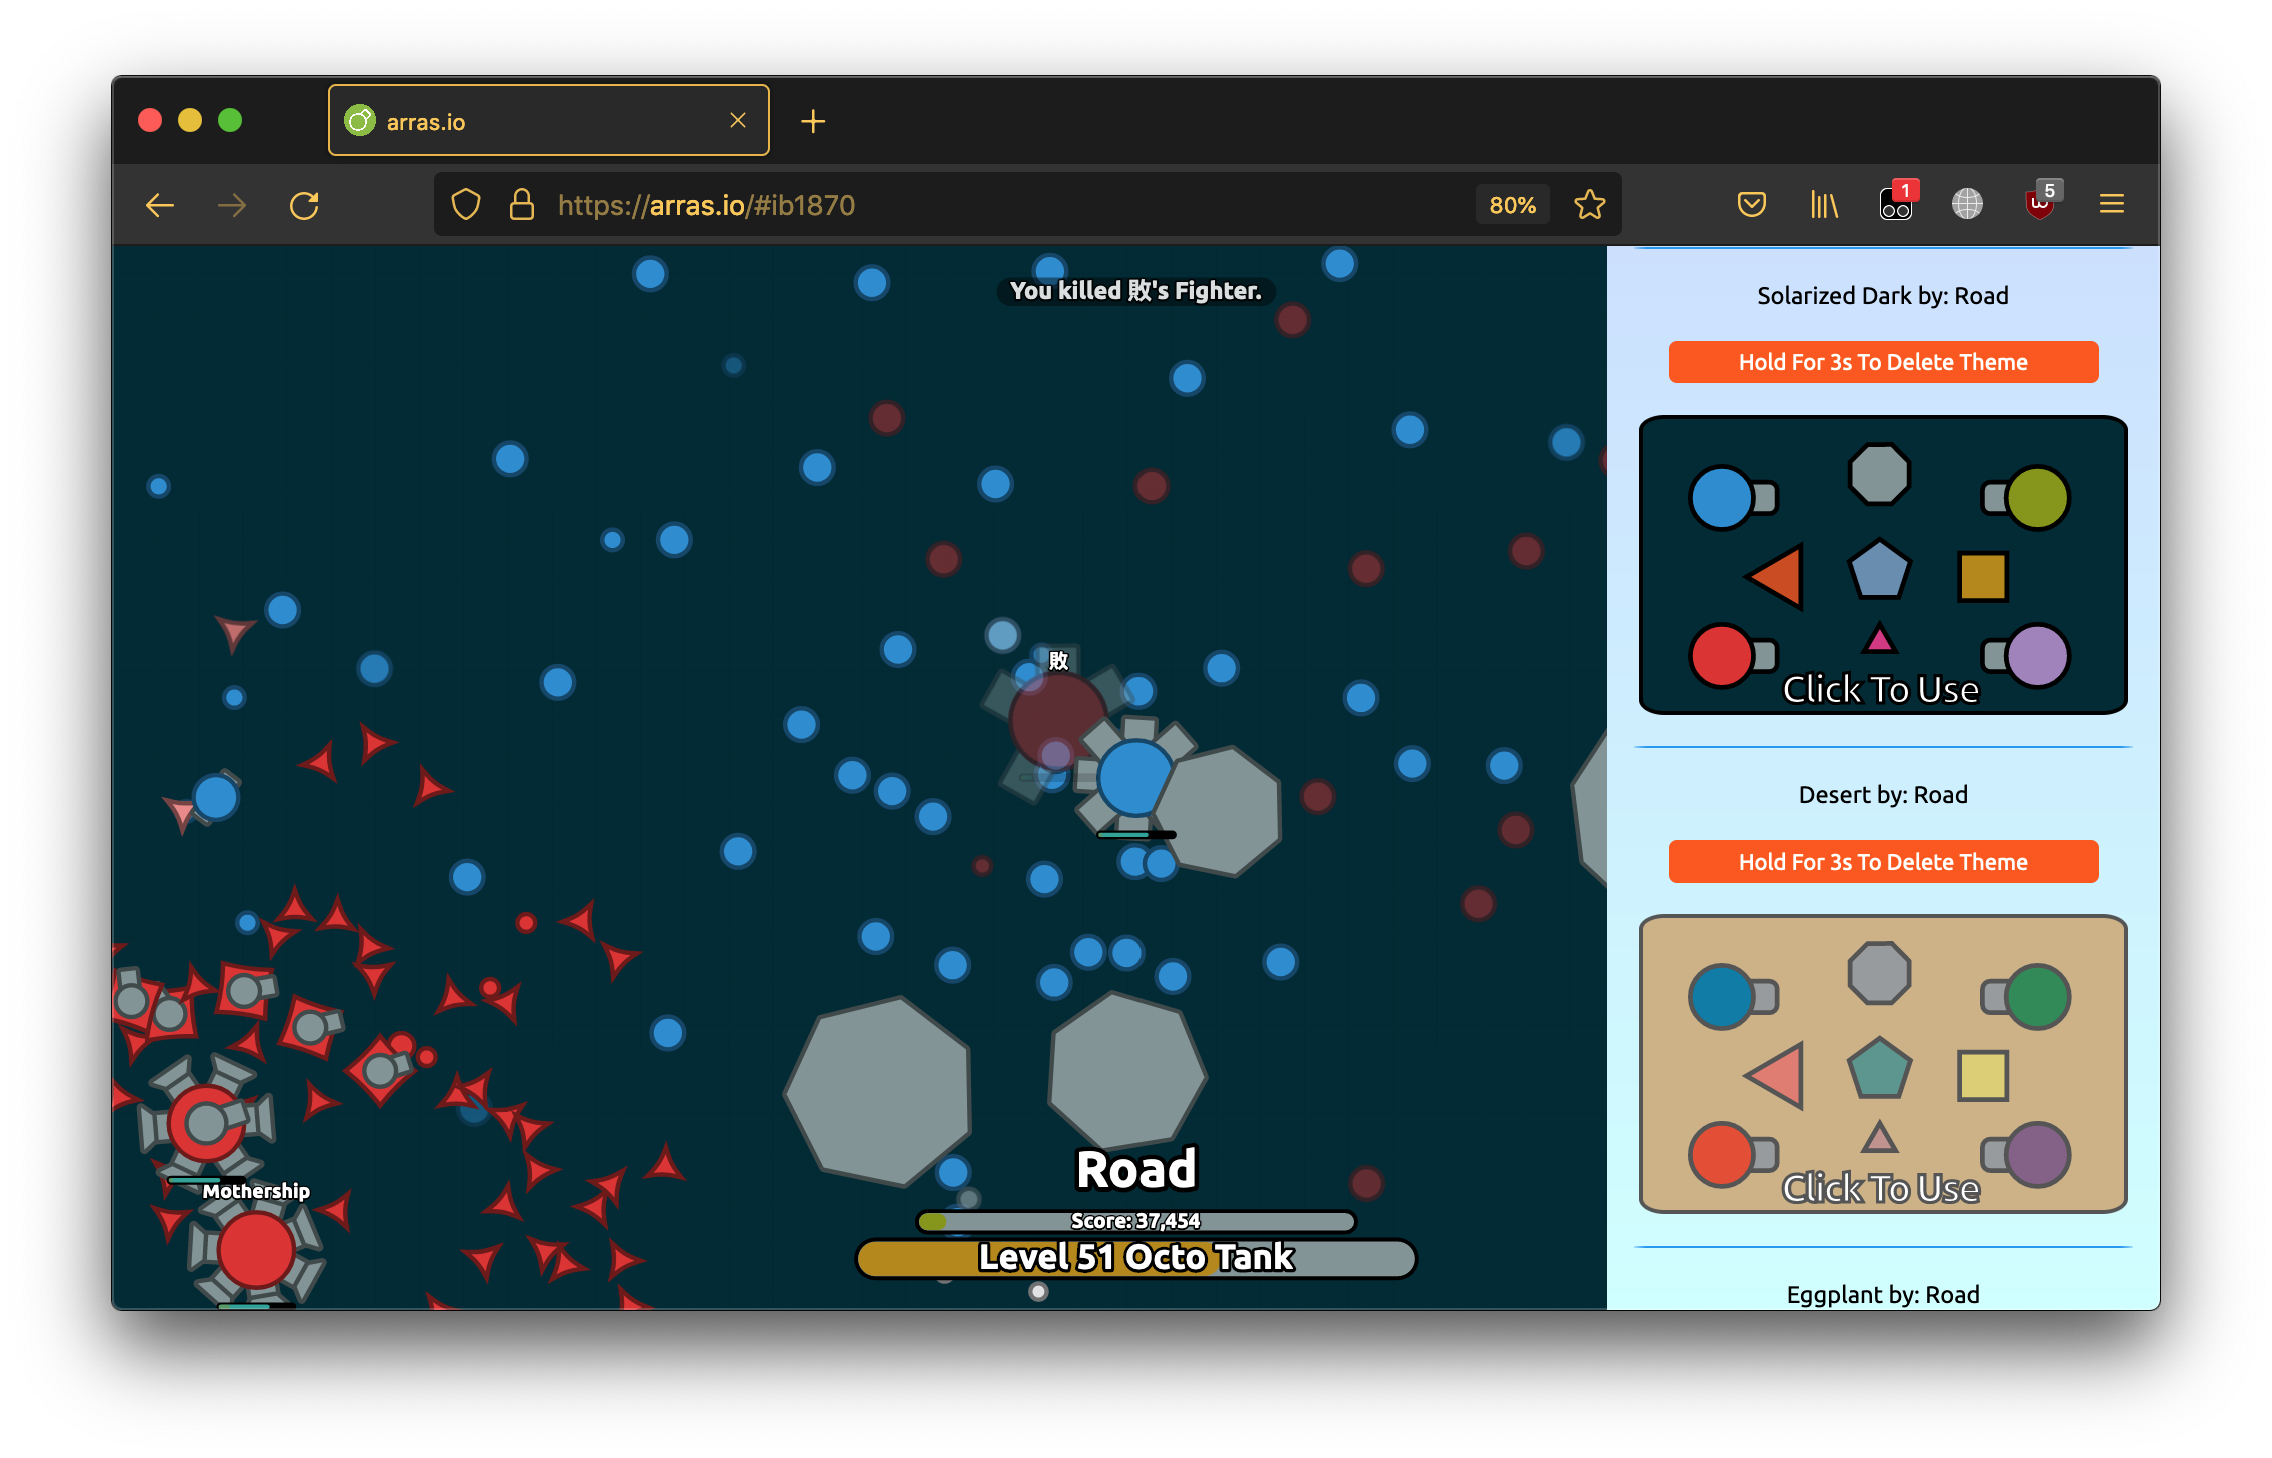 arras.io
https://arras.io/#ib1870
80%
1
5
You killed 敗's Fighter.
敗
Mothership
Road
Score: 37,454
Level 51 Octo Tank
Solarized Dark by: Road
Hold For 3s To Delete Theme
Click To Use
Desert by: Road
Hold For 3s To Delete Theme
Click To Use
Eggplant by: Road